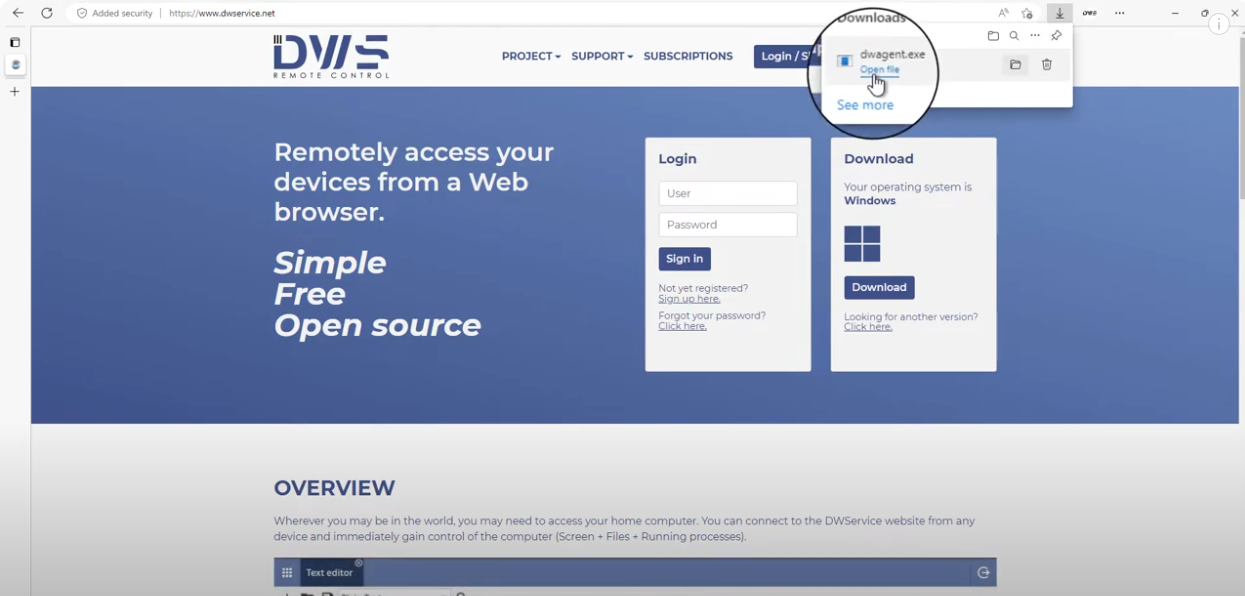 Added security
https://www.dwservice.net
Downloads
dwagent.exe
Open file
See more
DWS
REMOTE CONTROL
PROJECT
SUPPORT
SUBSCRIPTIONS
Login / S
Remotely access your
devices from a Web
browser.
Simple
Free
Open source
Login
User
Password
Sign in
Not yet registered?
Sign up here.
Forgot your password?
Click here.
Download
Your operating system is
Windows
Download
Looking for another version?
Click here.
OVERVIEW
Wherever you may be in the world, you may need to access your home computer. You can connect to the DWService website from any
device and immediately gain control of the computer (Screen + Files + Running processes).
Text editor